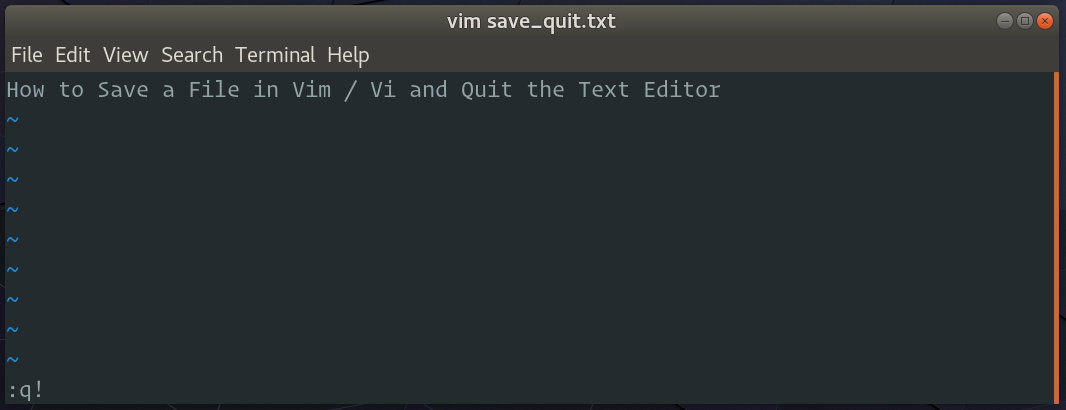 vim save_quit.txt
File Edit View Search Terminal Help
How to Save a File in Vim / Vi and Quit the Text Editor
~
~
~
~
~
~
~
~
~
:q!